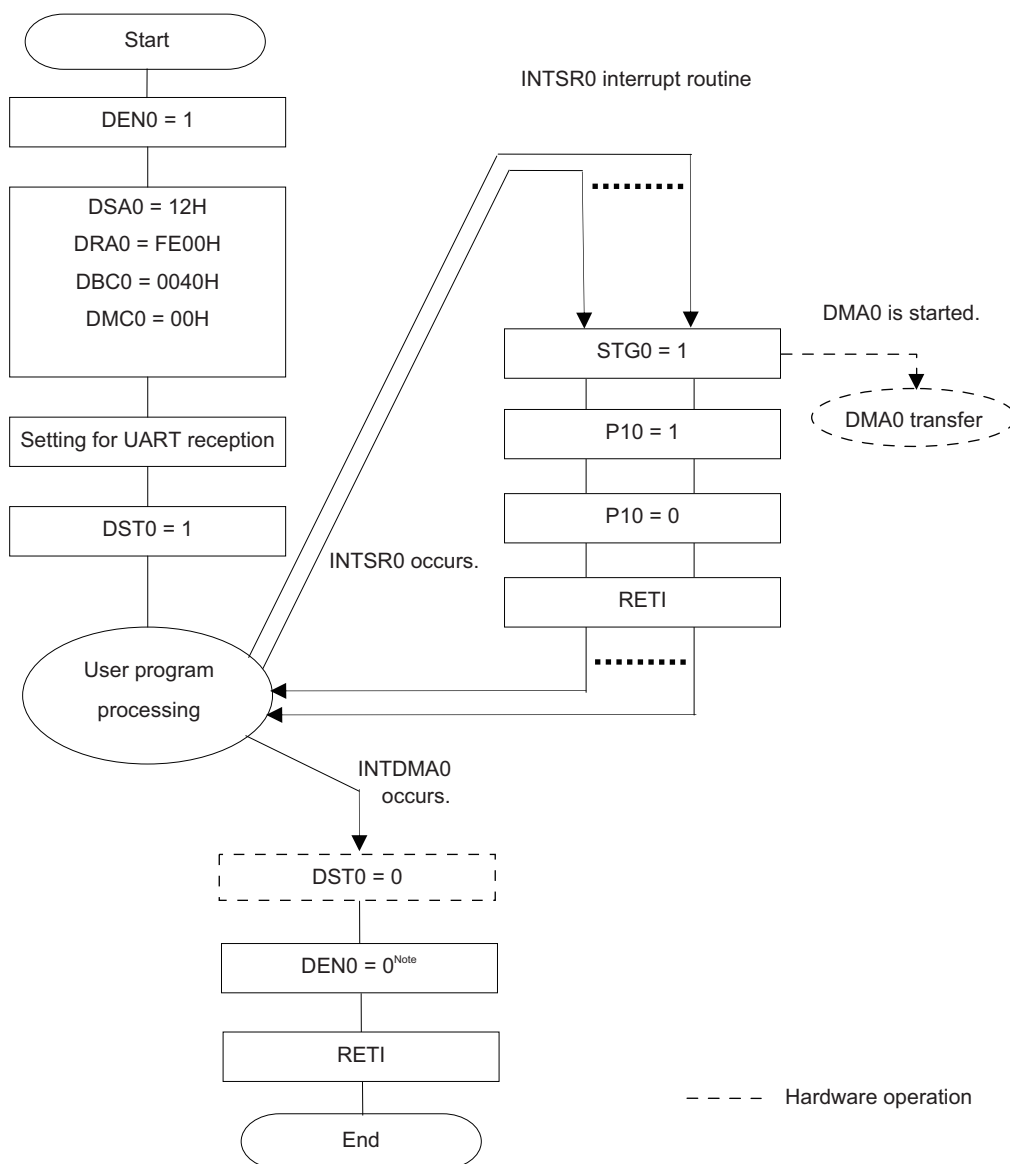 Start
DEN0 = 1
DSA0 = 12H
DRA0 = FE00H
DBC0 = 0040H
DMC0 = 00H
Setting for UART reception
DST0 = 1
User program
processing
INTSR0 occurs.
INTSR0 interrupt routine
STG0 = 1
DMA0 is started.
DMA0 transfer
P10 = 1
P10 = 0
RETI
INTDMA0
occurs.
DST0 = 0
DEN0 = 0Note
RETI
End
Hardware operation